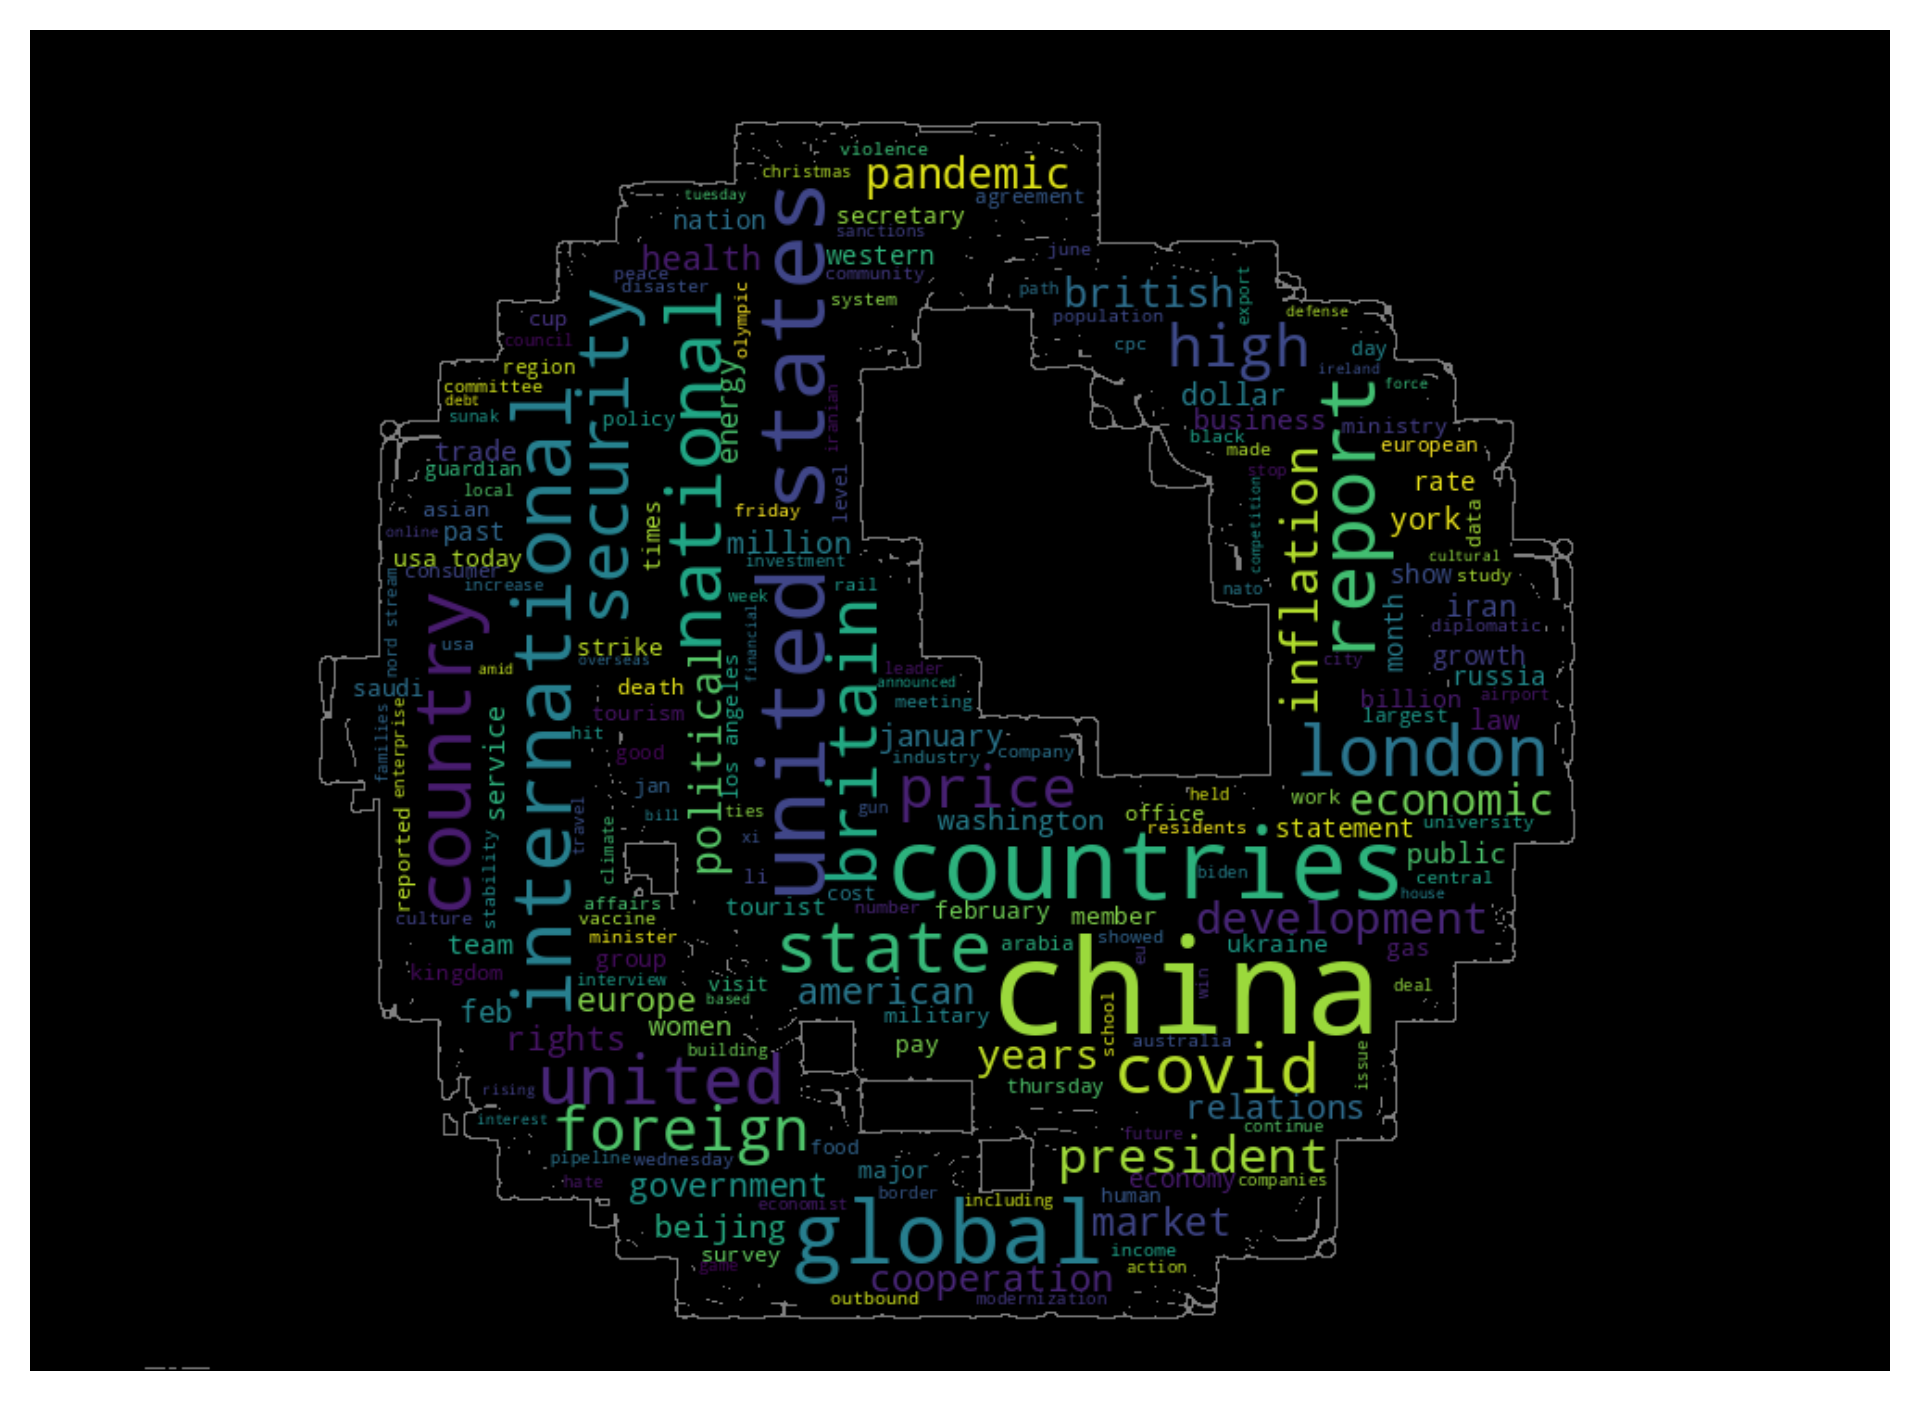 violence
christmas
pandemic
tuesday
agreement
nation
states
secretary
sanctions
health
western
june
peace
community
disaster
security
national
olympic
system
path
british
export
population
defense
cup
council
high
cpc
day
region
ireland
committee
energy
debt
iranian
dollar
report
force
sunak
international
policy
business
ministry
trade
black
european
guardian
made
local
level
stop
rate
asian
times
friday
competition
inflation
york
data
online
past
million
usa today
investment
cultural
consumer
increase
united
rail
nato
show
study
nord stream
country
week
britain
month
iran
financial
diplomatic
usa
strike
political
overseas
city
growth
amid
los angeles
leader
russia
saudi
death
announced
meeting
billion
airport
families
reported enterprise
service
tourism
largest
law
hit
january
london
good
industry
company
jan
price
held
work
economic
travel
climate
bill
ties
gun
washington
office
residents
statement
university
stability
xi
countries
public
li
biden
central
cost
house
affairs
tourist
number
february
member
development
culture
vaccine
minister
team
state
arabia
showed
eu
ukraine
gas
group
china
kingdom
interview
visit
win
deal
europe
based
american
feb
women
military
school
rights
building
pay
years
australia
issue
united
covid
rising
thursday
interest
foreign
relations
continue
food
future
pipeline
wednesday
president
hate
government
major
economy
companies
economist
border
including
human
beijing
global
market
survey
income
game
cooperation
action
outbound
modernization